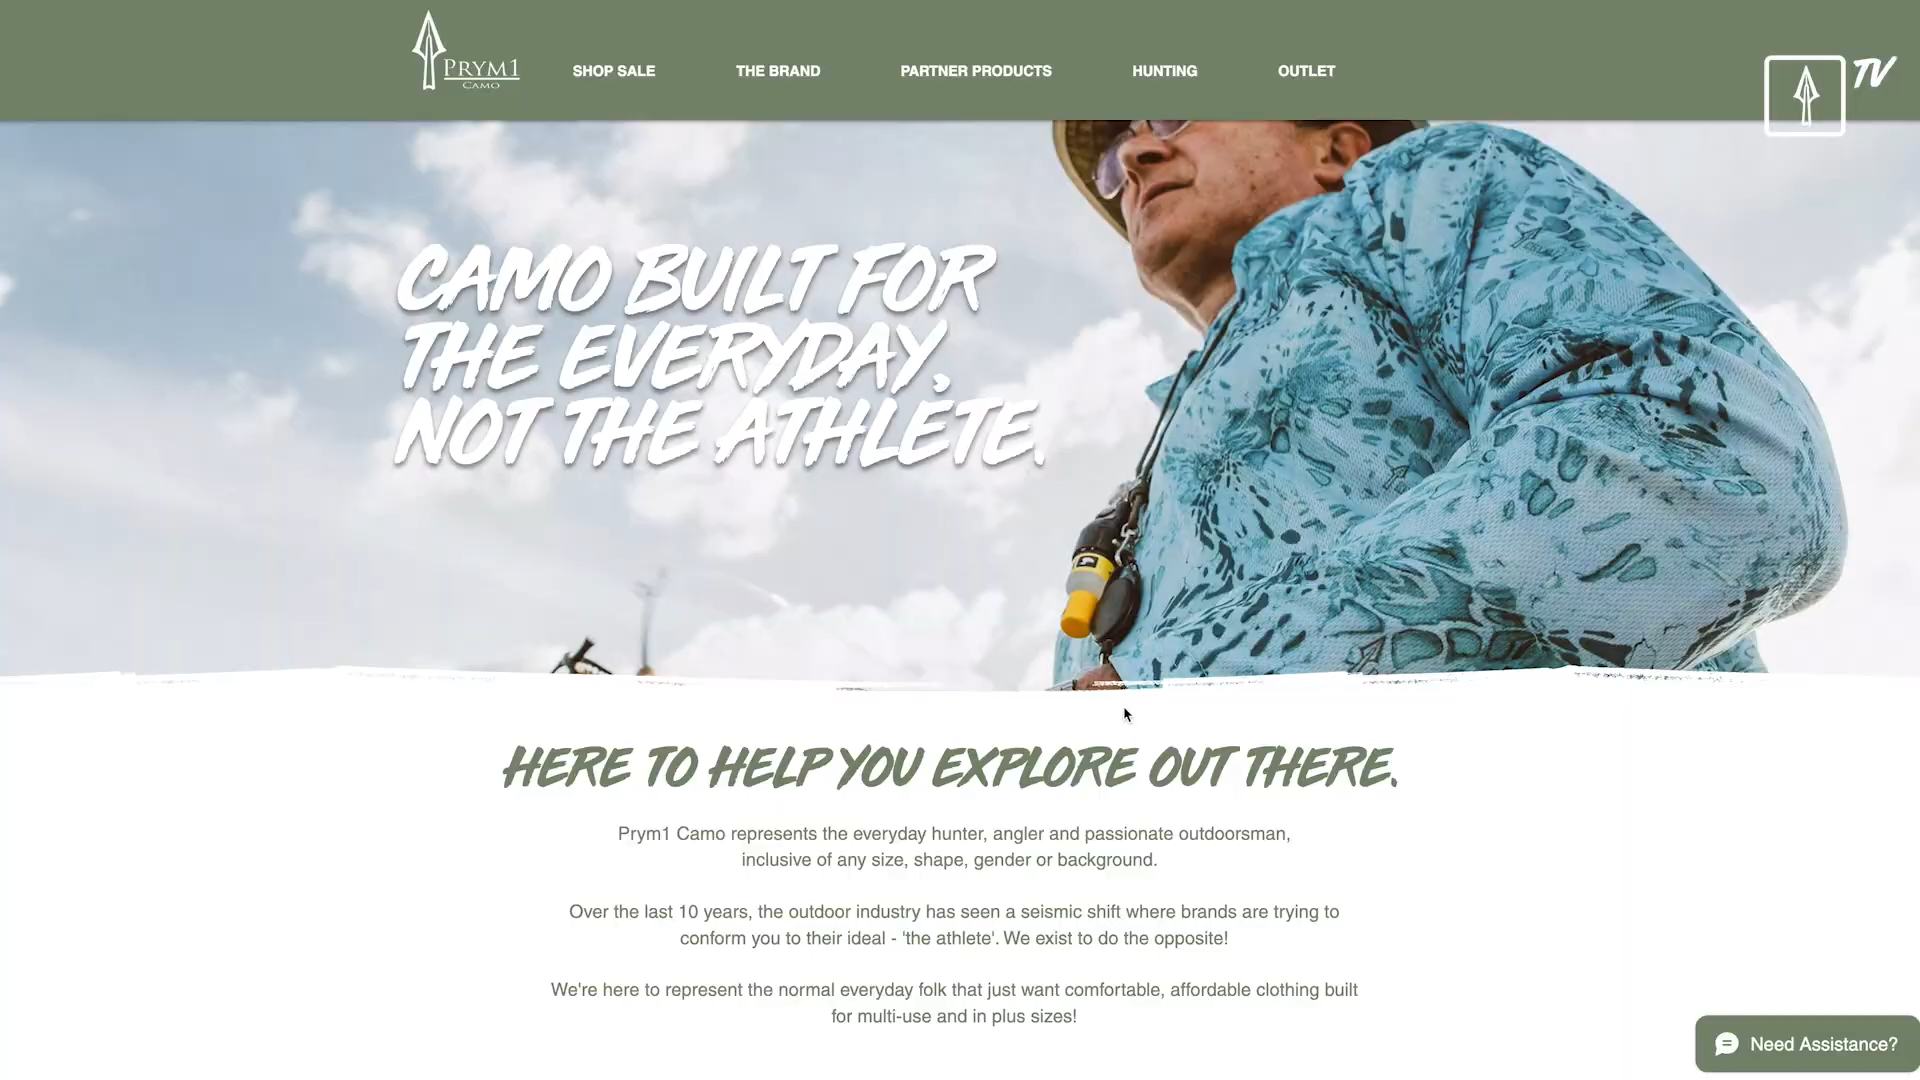 PRYM1
CAMO
SHOP SALE
THE BRAND
PARTNER PRODUCTS
HUNTING
OUTLET
TV
CAMO BUILT FOR
THE EVERYDAY,
NOT THE ATHLETE.
HERE TO HELP YOU EXPLORE OUT THERE.
Prym1 Camo represents the everyday hunter, angler and passionate outdoorsman,
inclusive of any size, shape, gender or background.
Over the last 10 years, the outdoor industry has seen a seismic shift where brands are trying to
conform you to their ideal - 'the athlete'. We exist to do the opposite!
We're here to represent the normal everyday folk that just want comfortable, affordable clothing built
for multi-use and in plus sizes!
Need Assistance?